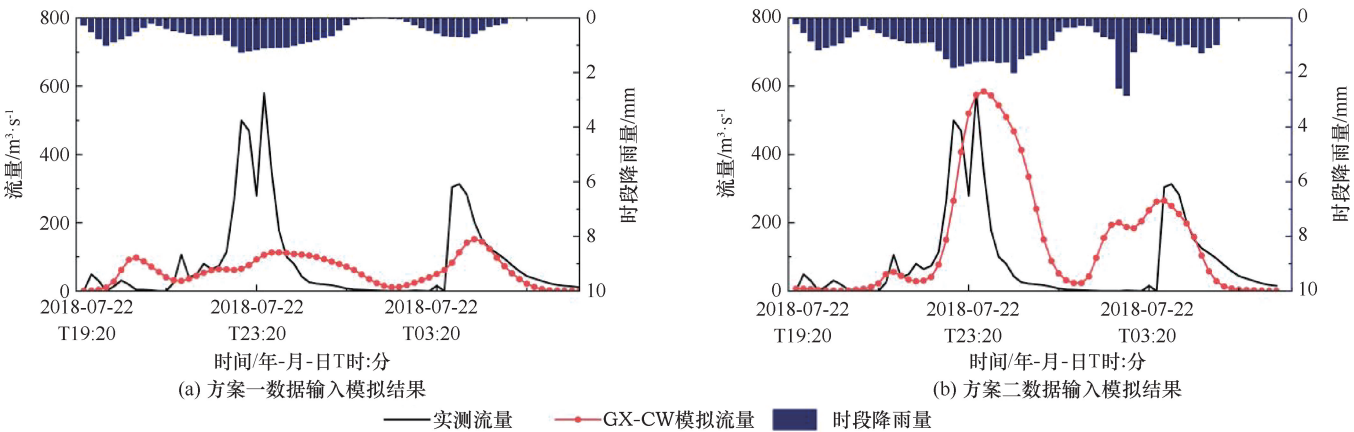 800
600
400
200
0
流量/m³·s⁻¹
0
2
4
6
8
10
时段降雨量/mm
2018-07-22
T19:20
2018-07-22
T23:20
2018-07-22
T03:20
时间/年-月-日T时:分
(a) 方案一数据输入模拟结果
800
600
400
200
0
流量/m³·s⁻¹
0
2
4
6
8
10
时段降雨量/mm
2018-07-22
T19:20
2018-07-22
T23:20
2018-07-22
T03:20
时间/年-月-日T时:分
(b) 方案二数据输入模拟结果
实测流量 GX-CW模拟流量 时段降雨量